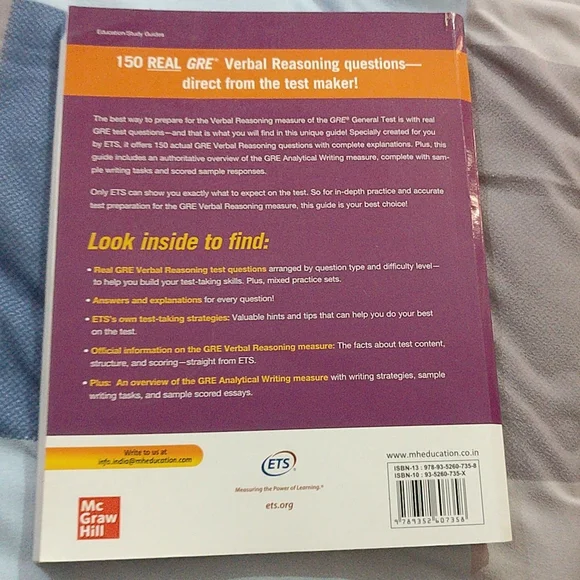 Education/Study Guides
150 REAL GRE™ Verbal Reasoning questions—
direct from the test maker!
The best way to prepare for the Verbal Reasoning measure of the GRE® General Test is with real
GRE test questions—and that is what you will find in this unique guide! Specially created for you
by ETS, it offers 150 actual GRE Verbal Reasoning questions with complete explanations. Plus, this
guide includes an authoritative overview of the GRE Analytical Writing measure, complete with sam-
ple writing tasks and scored sample responses.
Only ETS can show you exactly what to expect on the test. So for in-depth practice and accurate
test preparation for the GRE Verbal Reasoning measure, this guide is your best choice!
Look inside to find:
• Real GRE Verbal Reasoning test questions arranged by question type and difficulty level—
to help you build your test-taking skills. Plus, mixed practice sets.
• Answers and explanations for every question!
• ETS's own test-taking strategies: Valuable hints and tips that can help you do your best
on the test.
• Official information on the GRE Verbal Reasoning measure: The facts about test content,
structure, and scoring—straight from ETS.
• Plus: An overview of the GRE Analytical Writing measure with writing strategies, sample
writing tasks, and sample scored essays.
Write to us at
info.india@mheducation.com
Mc
Graw
Hill
ETS®
Measuring the Power of Learning.®
ets.org
www.mheducation.co.in
ISBN-13 : 978-93-5260-735-8
ISBN-10 : 93-5260-735-X
9 789352 607358